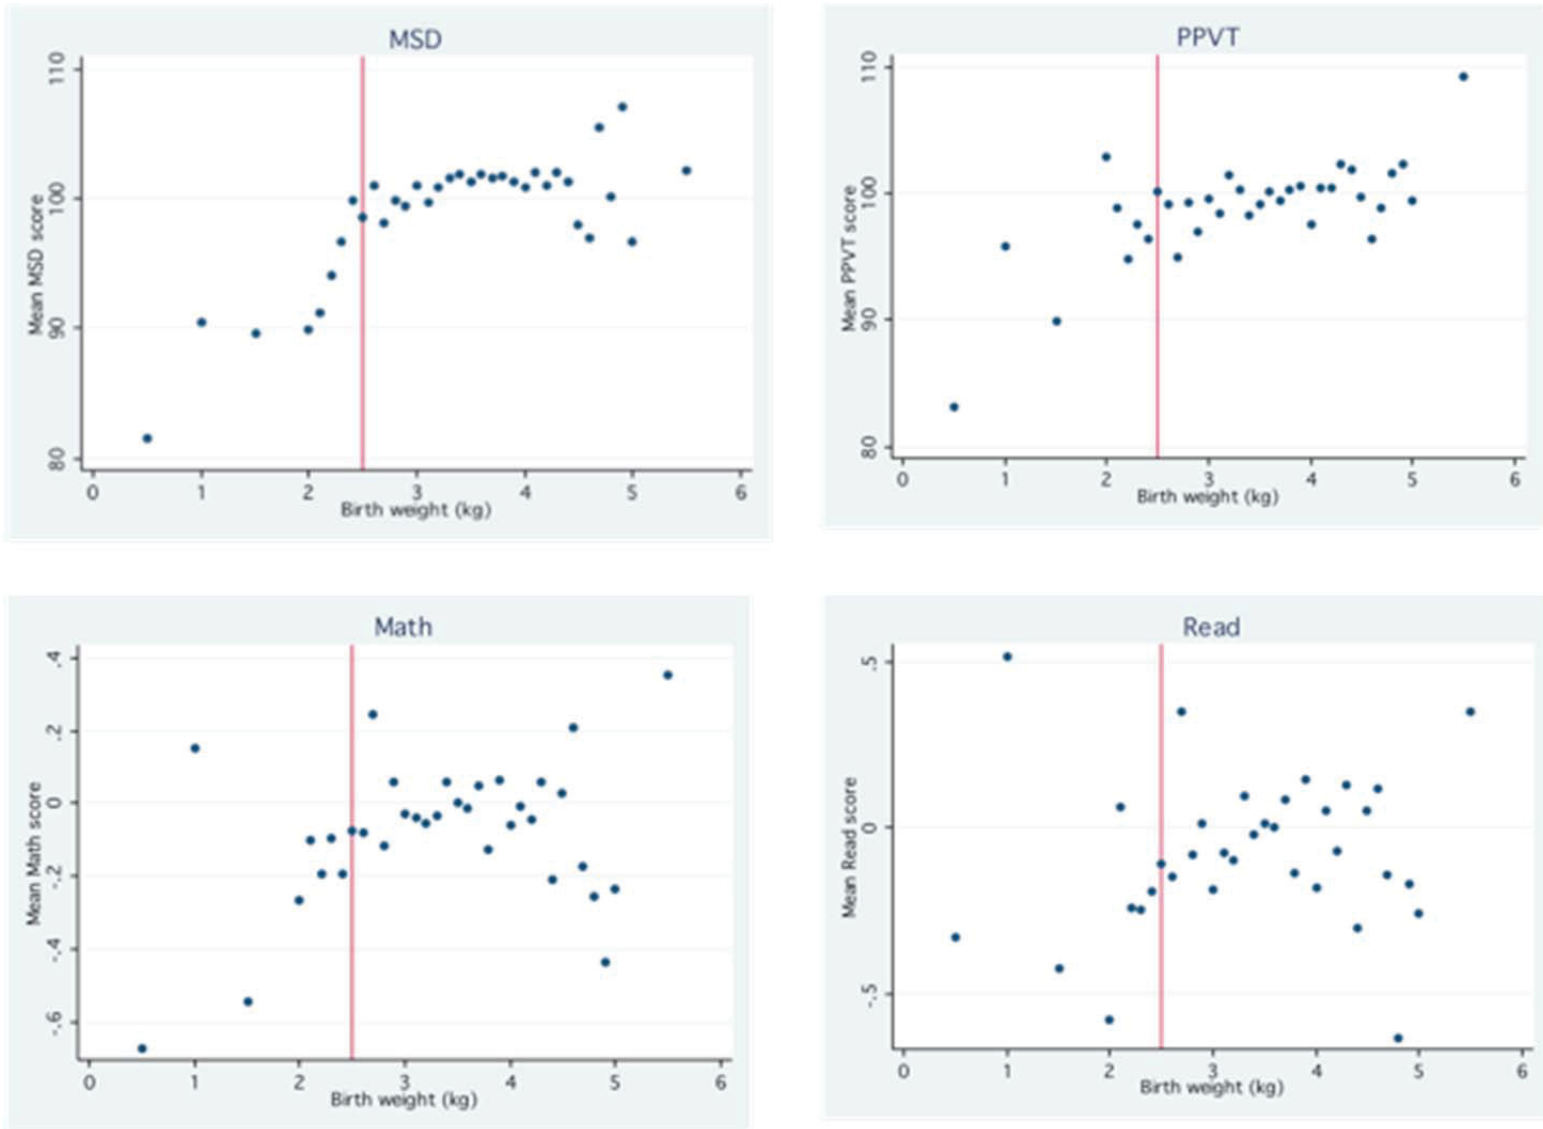 MSD
Mean MSD score
110
100
90
80
0 1 2 3 4 5 6
Birth weight (kg)
PPVT
Mean PPVT score
110
100
90
80
0 1 2 3 4 5 6
Birth weight (kg)
Math
Mean Math score
.4
.2
0
-.2
-.4
-.6
0 1 2 3 4 5 6
Birth weight (kg)
Read
Mean Read score
.5
0
-.5
0 1 2 3 4 5 6
Birth weight (kg)